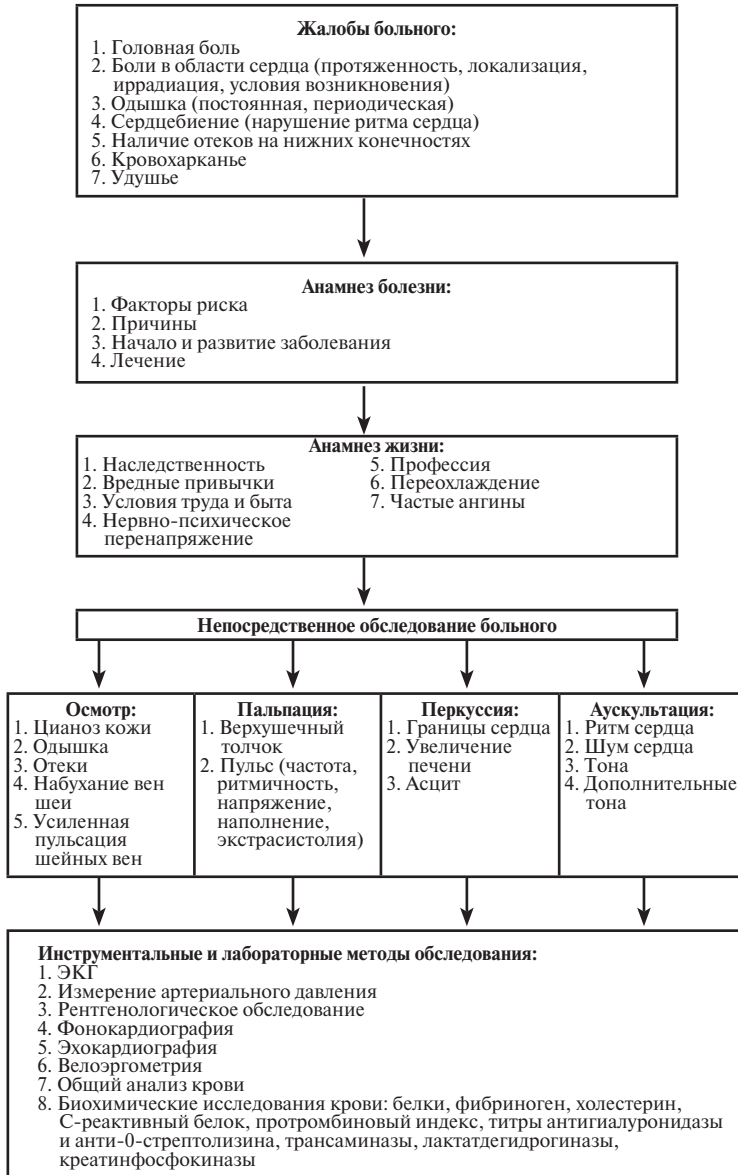 Жалобы больного:
1. Головная боль
2. Боли в области сердца (протяженность, локализация,
иррадиация, условия возникновения)
3. Одышка (постоянная, периодическая)
4. Сердцебиение (нарушение ритма сердца)
5. Наличие отеков на нижних конечностях
6. Кровохарканье
7. Удушье
Анамнез болезни:
1. Факторы риска
2. Причины
3. Начало и развитие заболевания
4. Лечение
Анамнез жизни:
1. Наследственность
2. Вредные привычки
3. Условия труда и быта
4. Нервно-психическое
перенапряжение
5. Профессия
6. Переохлаждение
7. Частые ангины
Непосредственное обследование больного
Осмотр:
1. Цианоз кожи
2. Одышка
3. Отеки
4. Набухание вен
шеи
5. Усиленная
пульсация
шейных вен
Пальпация:
1. Верхушечный
толчок
2. Пульс (частота,
ритмичность,
напряжение,
наполнение,
экстрасистолия)
Перкуссия:
1. Границы сердца
2. Увеличение
печени
3. Асцит
Аускультация:
1. Ритм сердца
2. Шум сердца
3. Тона
4. Дополнительные
тона
Инструментальные и лабораторные методы обследования:
1. ЭКГ
2. Измерение артериального давления
3. Рентгенологическое обследование
4. Фонокардиография
5. Эхокардиография
6. Велоэргометрия
7. Общий анализ крови
8. Биохимические исследования крови: белки, фибриноген, холестерин,
С-реактивный белок, протромбиновый индекс, титры антигиалуронидазы
и анти-0-стрептолизина, трансаминазы, лактатдегидрогиназы,
креатинфосфокиназы